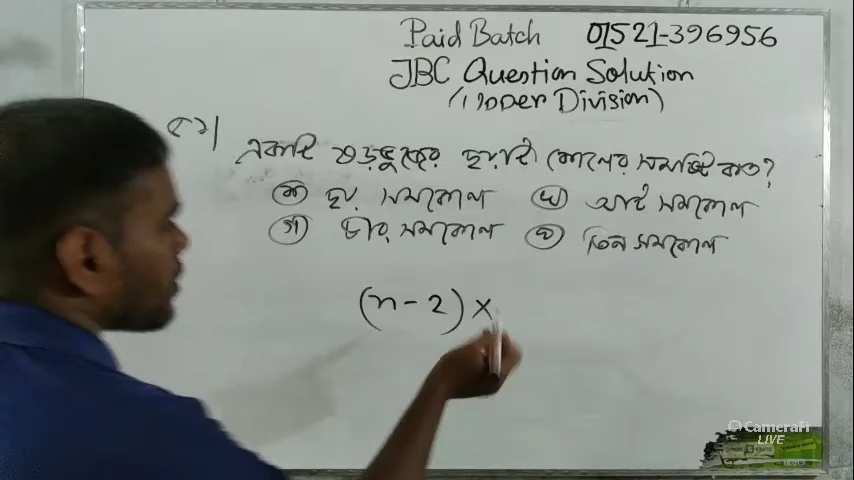 Paid Batch 01521-396956
JBC Question Solution
(Upper Division)
৫৭। একটি ষড়ভুজের ছয়টি কোণের সমষ্টি কত?
ক ছয় সমকোণ খ আট সমকোণ
গ চার সমকোণ ঘ তিন সমকোণ
(n-2)×
Camerafi
LIVE